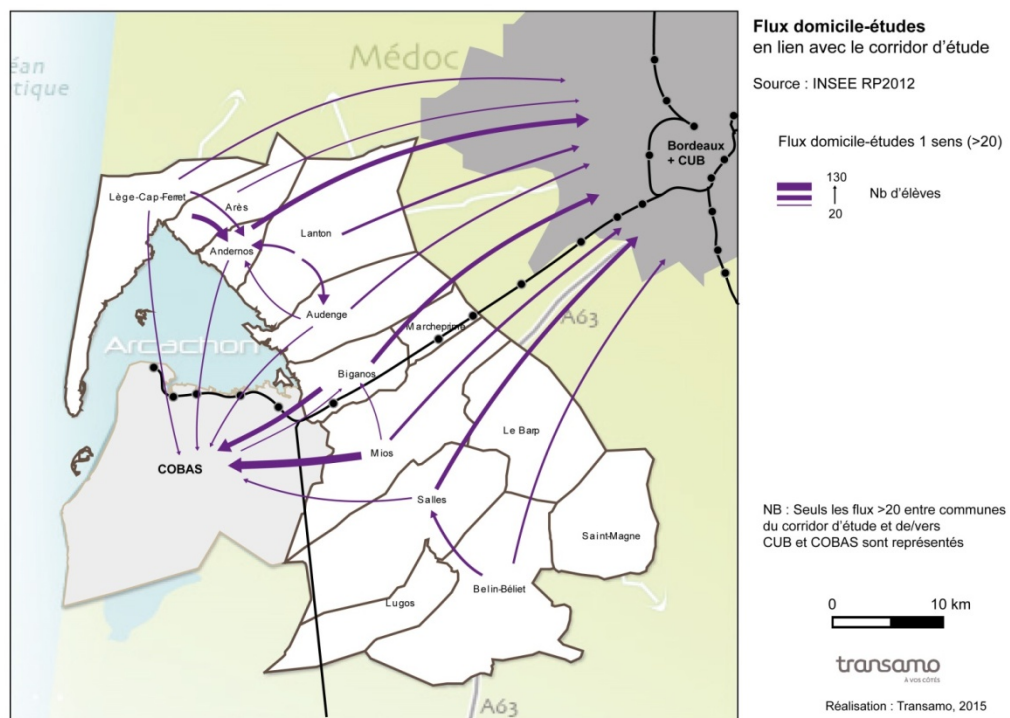 Flux domicile-études
en lien avec le corridor d'étude
Source : INSEE RP2012
Flux domicile-études 1 sens (>20)
130
20
Nb d'élèves
NB : Seuls les flux >20 entre communes
du corridor d'étude et de/vers
CUB et COBAS sont représentés
0 10 km
transamo
À VOS CÔTÉS
Réalisation : Transamo, 2015
éan
tique
Médoc
Bordeaux
+ CUB
Lège-Cap-Ferret
Arès
Andernos
Lanton
Audenge
Marcheprime
A63
Arcachon
Biganos
Le Barp
Mios
COBAS
Salles
Saint-Magne
Belin-Béliet
Lugos
A63